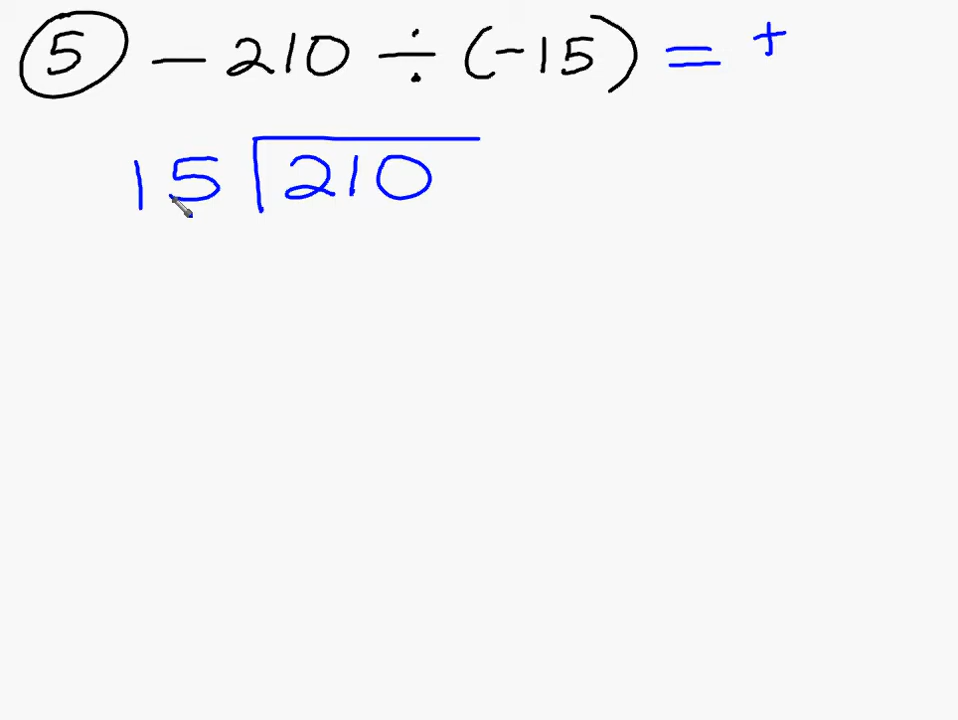 5 - 210 ÷ (-15) = +
15 210